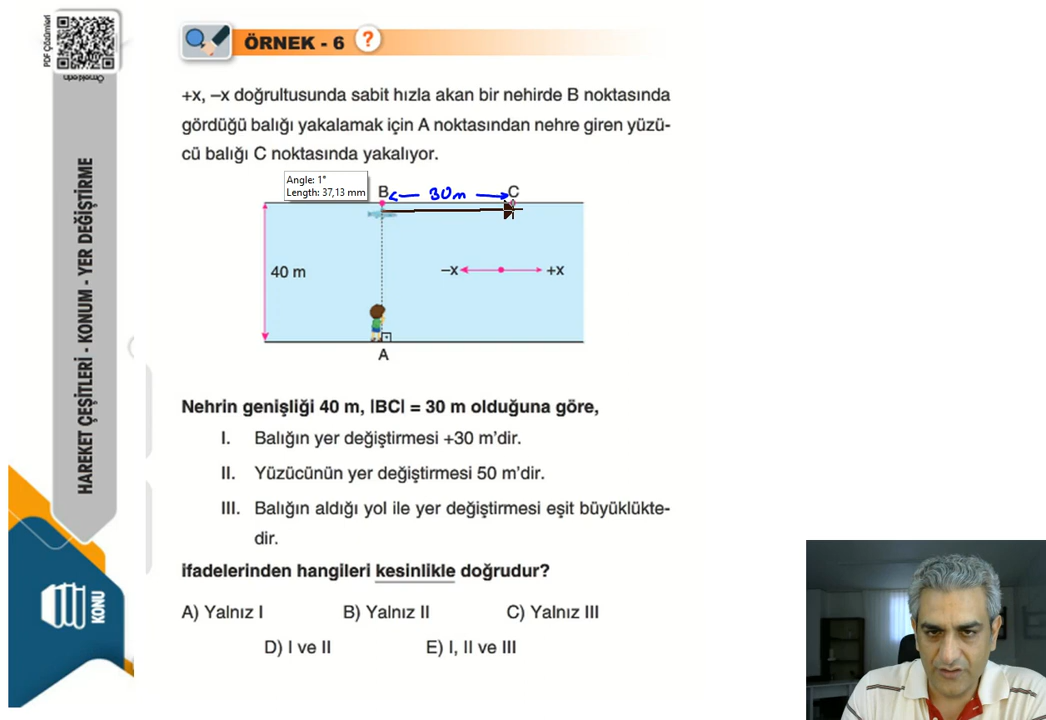 PDF Çözümleri
Örneklerin
HAREKET ÇEŞİTLERİ - KONUM - YER DEĞİŞTİRME
KONU
ÖRNEK - 6 ?
+x, –x doğrultusunda sabit hızla akan bir nehirde B noktasında
gördüğü balığı yakalamak için A noktasından nehre giren yüzü-
cü balığı C noktasında yakalıyor.
Angle: 1°
Length: 37,13 mm
B 30m C
40 m
–x +x
A
Nehrin genişliği 40 m, |BC| = 30 m olduğuna göre,
I. Balığın yer değiştirmesi +30 m’dir.
II. Yüzücünün yer değiştirmesi 50 m’dir.
III. Balığın aldığı yol ile yer değiştirmesi eşit büyüklükte-
dir.
ifadelerinden hangileri kesinlikle doğrudur?
A) Yalnız I B) Yalnız II C) Yalnız III
D) I ve II E) I, II ve III